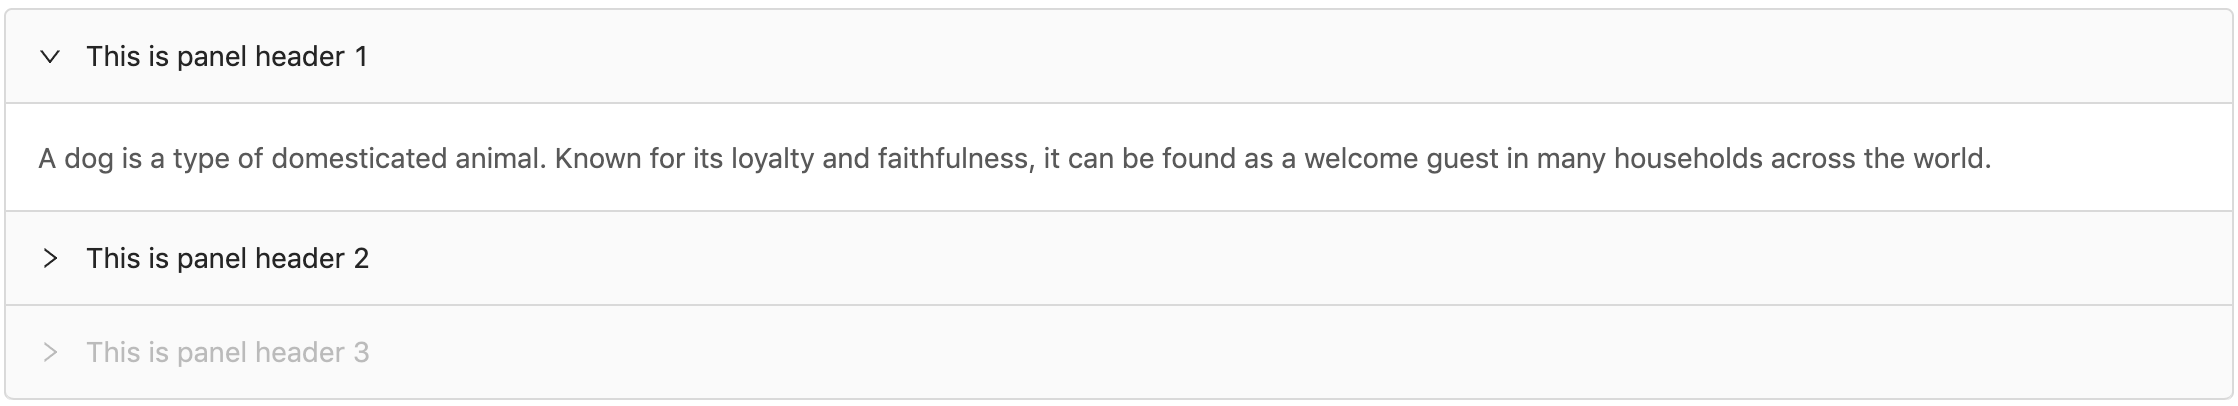 This is panel header 1
A dog is a type of domesticated animal. Known for its loyalty and faithfulness, it can be found as a welcome guest in many households across the world.
This is panel header 2
This is panel header 3